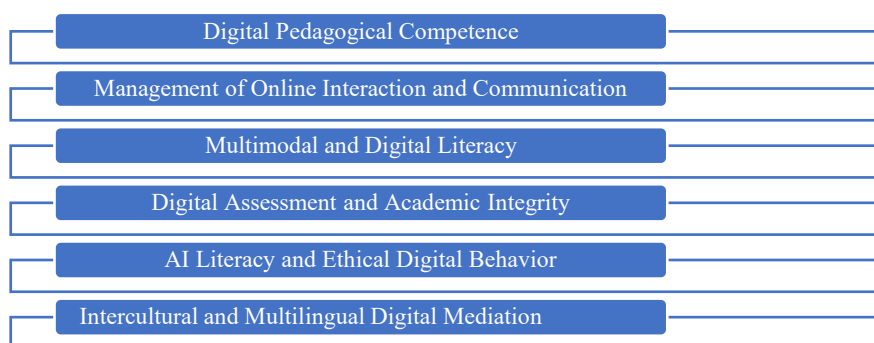 Digital Pedagogical Competence
Management of Online Interaction and Communication
Multimodal and Digital Literacy
Digital Assessment and Academic Integrity
AI Literacy and Ethical Digital Behavior
Intercultural and Multilingual Digital Mediation